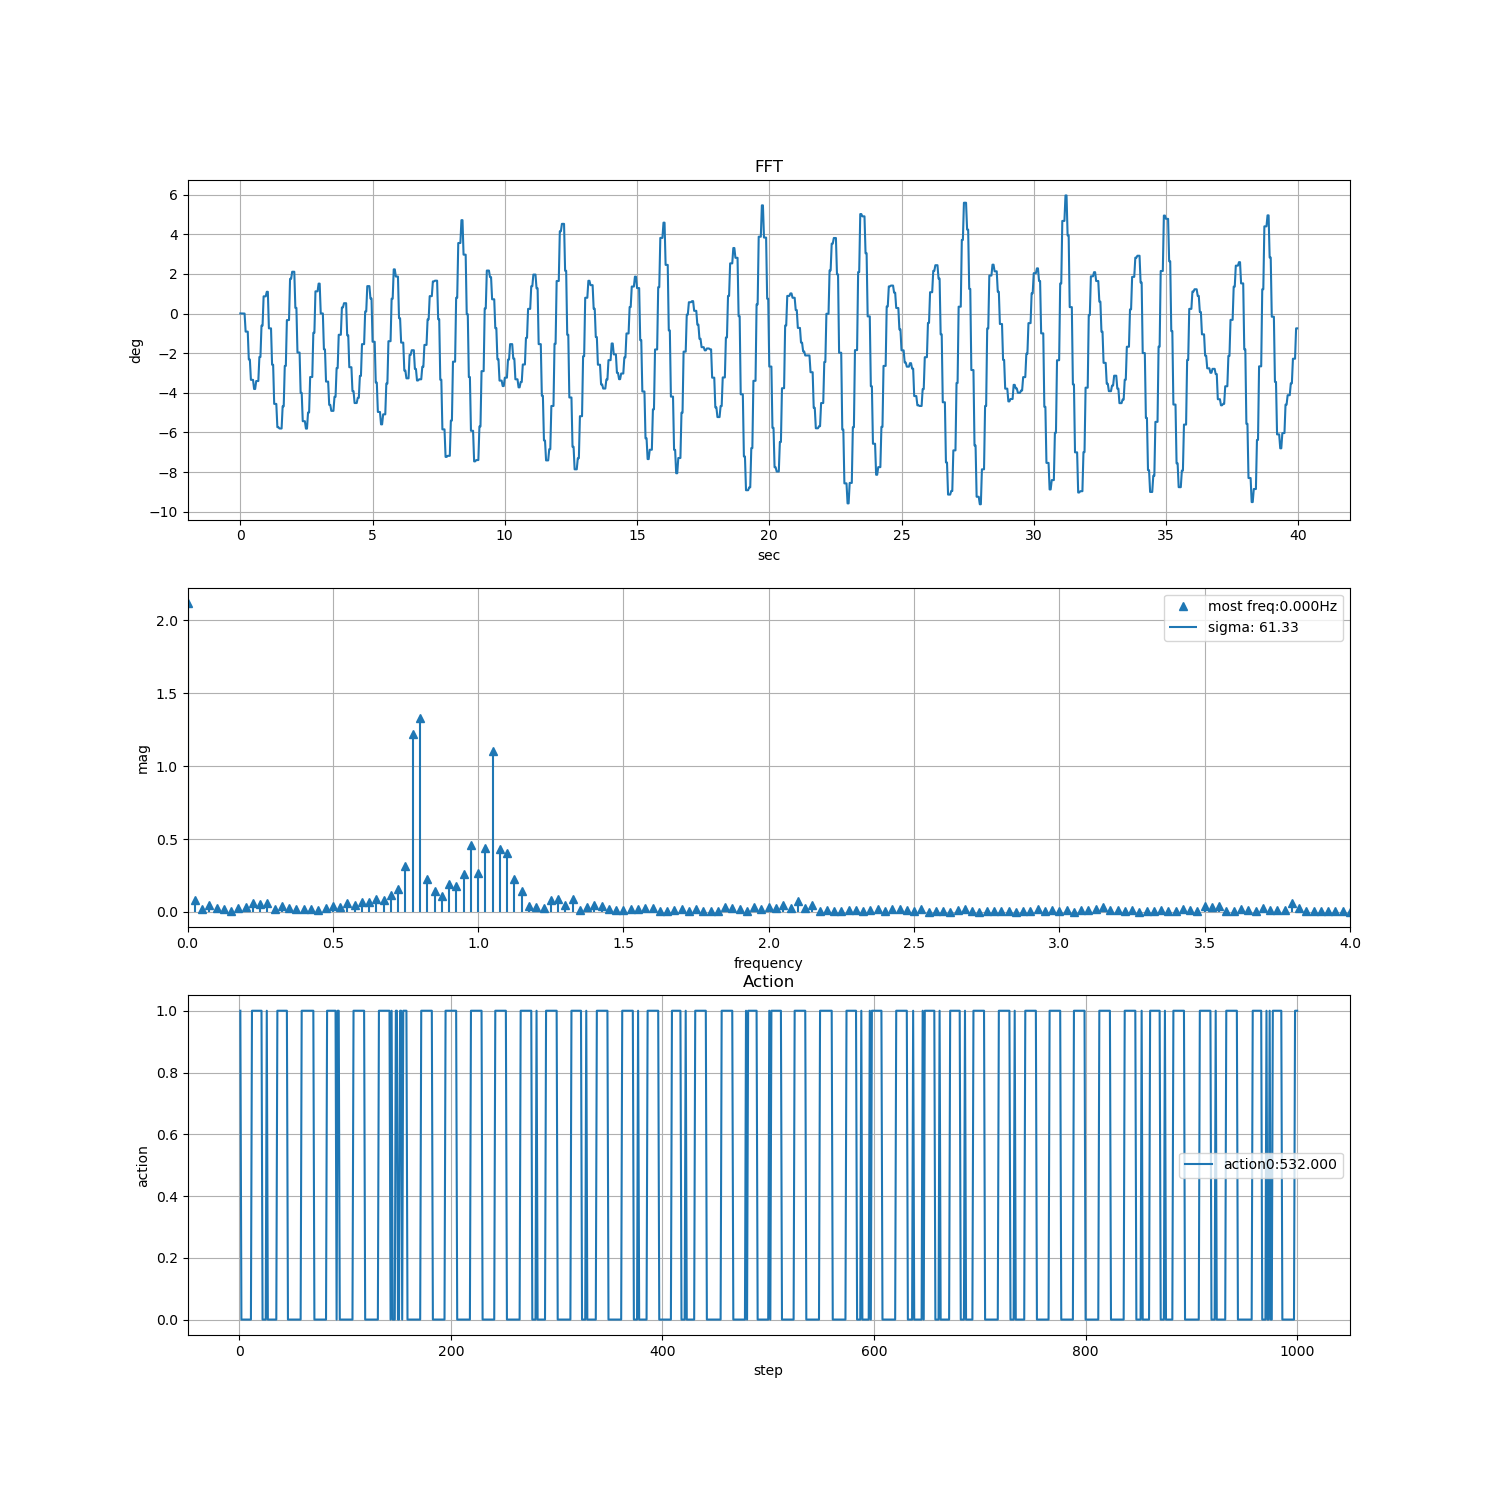 FFT
6
4
2
0
−2
−4
−6
−8
−10
deg
0 5 10 15 20 25 30 35 40
sec
2.0
1.5
1.0
0.5
0.0
mag
most freq:0.000Hz
sigma: 61.33
0.0 0.5 1.0 1.5 2.0 2.5 3.0 3.5 4.0
frequency
Action
1.0
0.8
0.6
0.4
0.2
0.0
action
action0:532.000
0 200 400 600 800 1000
step